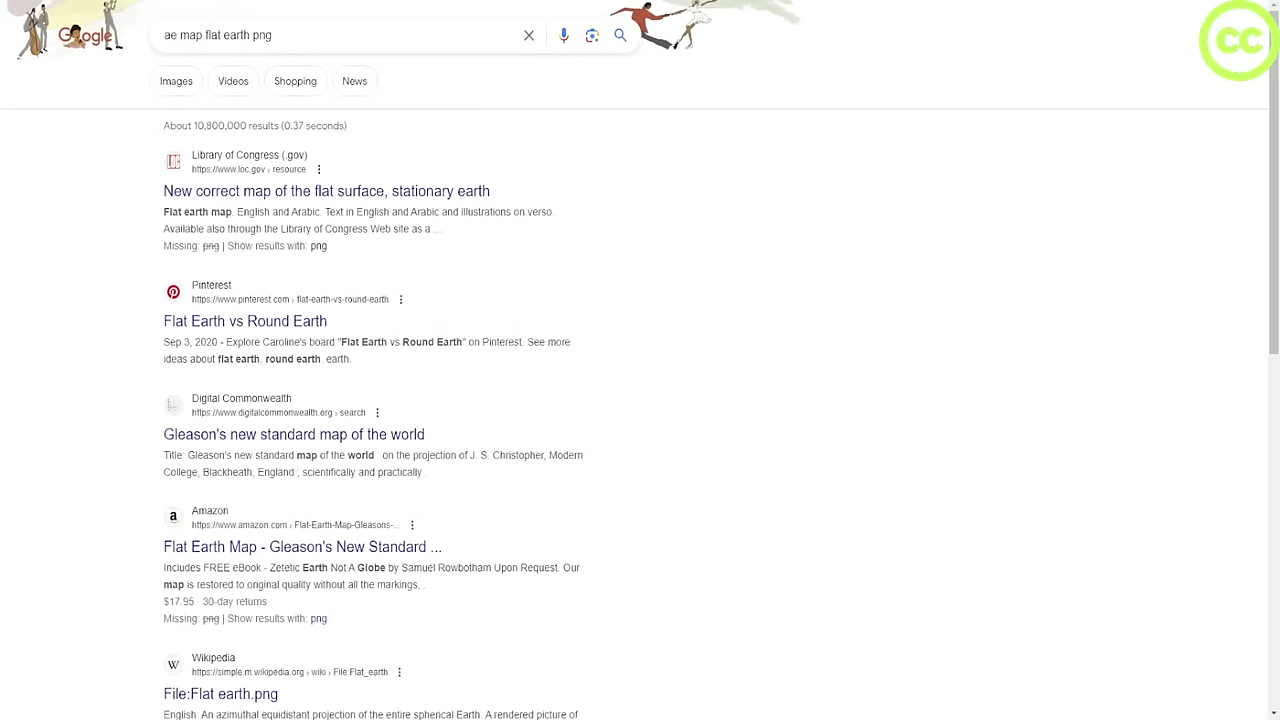 Google
ae map flat earth png
CC
Images
Videos
Shopping
News
About 10,800,000 results (0.37 seconds)
Library of Congress (.gov)
https://www.loc.gov › resource
New correct map of the flat surface, stationary earth
Flat earth map. English and Arabic. Text in English and Arabic and illustrations on verso.
Available also through the Library of Congress Web site as a ...
Missing: png | Show results with: png
Pinterest
https://www.pinterest.com › flat-earth-vs-round-earth
Flat Earth vs Round Earth
Sep 3, 2020 - Explore Caroline's board "Flat Earth vs Round Earth" on Pinterest. See more
ideas about flat earth, round earth. earth.
Digital Commonwealth
https://www.digitalcommonwealth.org › search
Gleason's new standard map of the world
Title: Gleason's new standard map of the world : on the projection of J. S. Christopher, Modern
College, Blackheath, England ; scientifically and practically .
a
Amazon
https://www.amazon.com › Flat-Earth-Map-Gleasons-...
Flat Earth Map - Gleason's New Standard ...
Includes FREE eBook - Zetetic Earth Not A Globe by Samuel Rowbotham Upon Request. Our
map is restored to original quality without all the markings, .
$17.95 30-day returns
Missing: png | Show results with: png
W
Wikipedia
https://simple.m.wikipedia.org › wiki › File:Flat_earth
File:Flat earth.png
English: An azimuthal equidistant projection of the entire spherical Earth. A rendered picture of